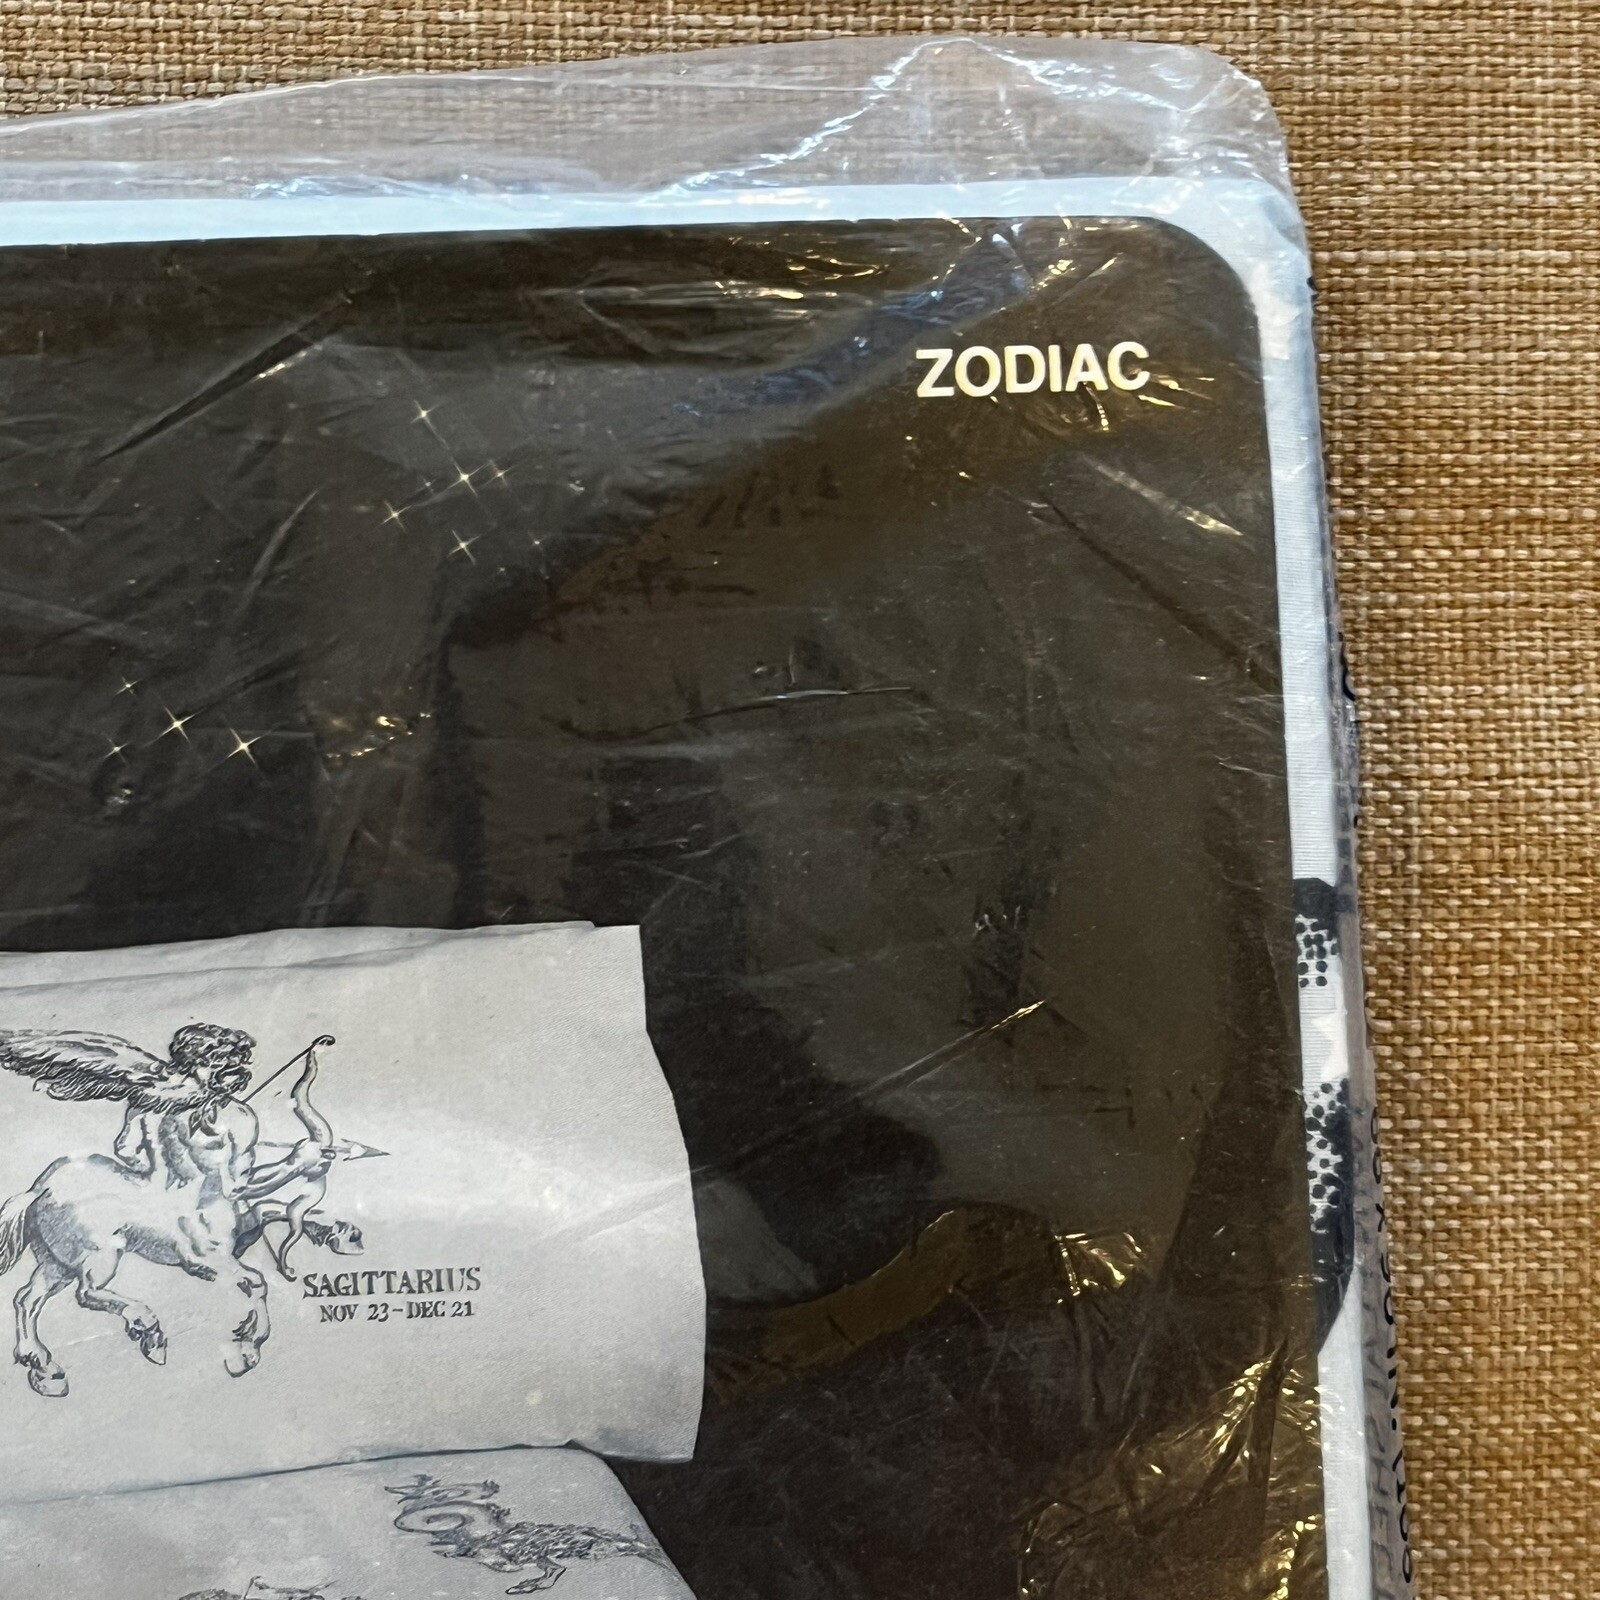 ZODIAC
SAGITTARIUS
NOV 23-DEC 21